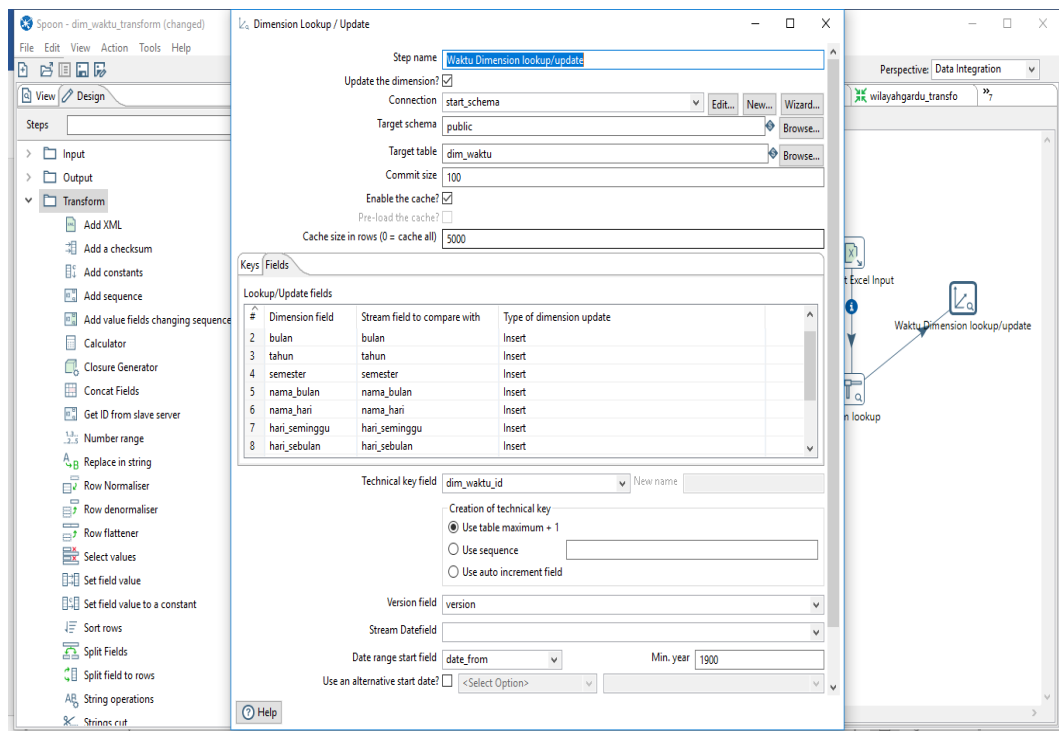 Spoon - dim_waktu_transform (changed)
File Edit View Action Tools Help
View Design
Steps
Input
Output
Transform
Add XML
Add a checksum
Add constants
Add sequence
Add value fields changing sequence
Calculator
Closure Generator
Concat Fields
Get ID from slave server
Number range
Replace in string
Row Normaliser
Row denormaliser
Row flattener
Select values
Set field value
Set field value to a constant
Sort rows
Split Fields
Split field to rows
String operations
Strings cut
Dimension Lookup / Update
Step name Waktu Dimension lookup/update
Update the dimension?
Connection start_schema Edit... New... Wizard...
Target schema public Browse...
Target table dim_waktu Browse...
Commit size 100
Enable the cache?
Pre-load the cache?
Cache size in rows (0 = cache all) 5000
Keys Fields
Lookup/Update fields
# Dimension field Stream field to compare with Type of dimension update
2 bulan bulan Insert
3 tahun tahun Insert
4 semester semester Insert
5 nama_bulan nama_bulan Insert
6 nama_hari nama_hari Insert
7 hari_seminggu hari_seminggu Insert
8 hari_sebulan hari_sebulan Insert
Technical key field dim_waktu_id New name
Creation of technical key
Use table maximum + 1
Use sequence
Use auto increment field
Version field version
Stream Datefield
Date range start field date_from Min. year 1900
Use an alternative start date? <Select Option>
Help
Perspective: Data Integration
wilayahgardu_transfo »7
t Excel Input
Waktu Dimension lookup/update
n lookup